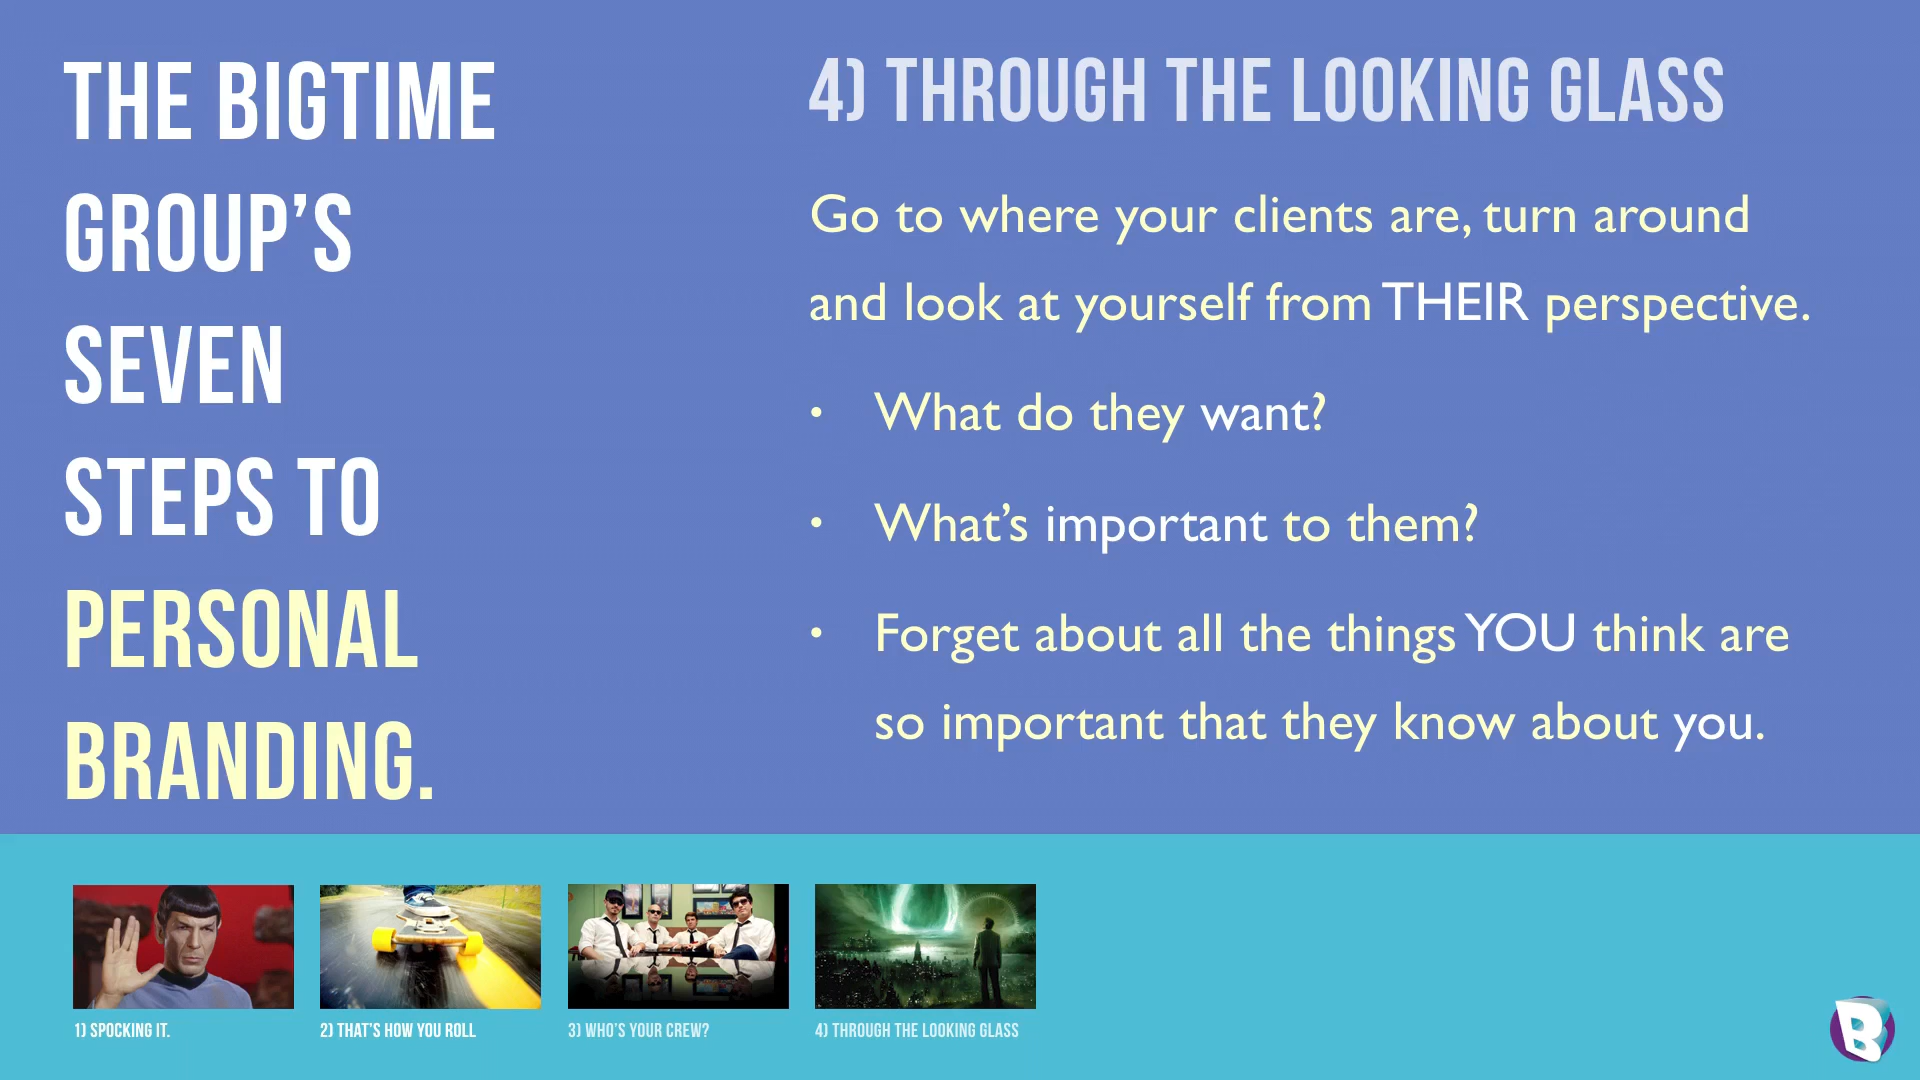 THE BIGTIME
GROUP’S
SEVEN
STEPS TO
PERSONAL
BRANDING.
4) THROUGH THE LOOKING GLASS
Go to where your clients are, turn around
and look at yourself from THEIR perspective.
• What do they want?
• What’s important to them?
• Forget about all the things YOU think are
so important that they know about you.
1) SPOCKING IT.
2) THAT’S HOW YOU ROLL
3) WHO’S YOUR CREW?
4) THROUGH THE LOOKING GLASS
B